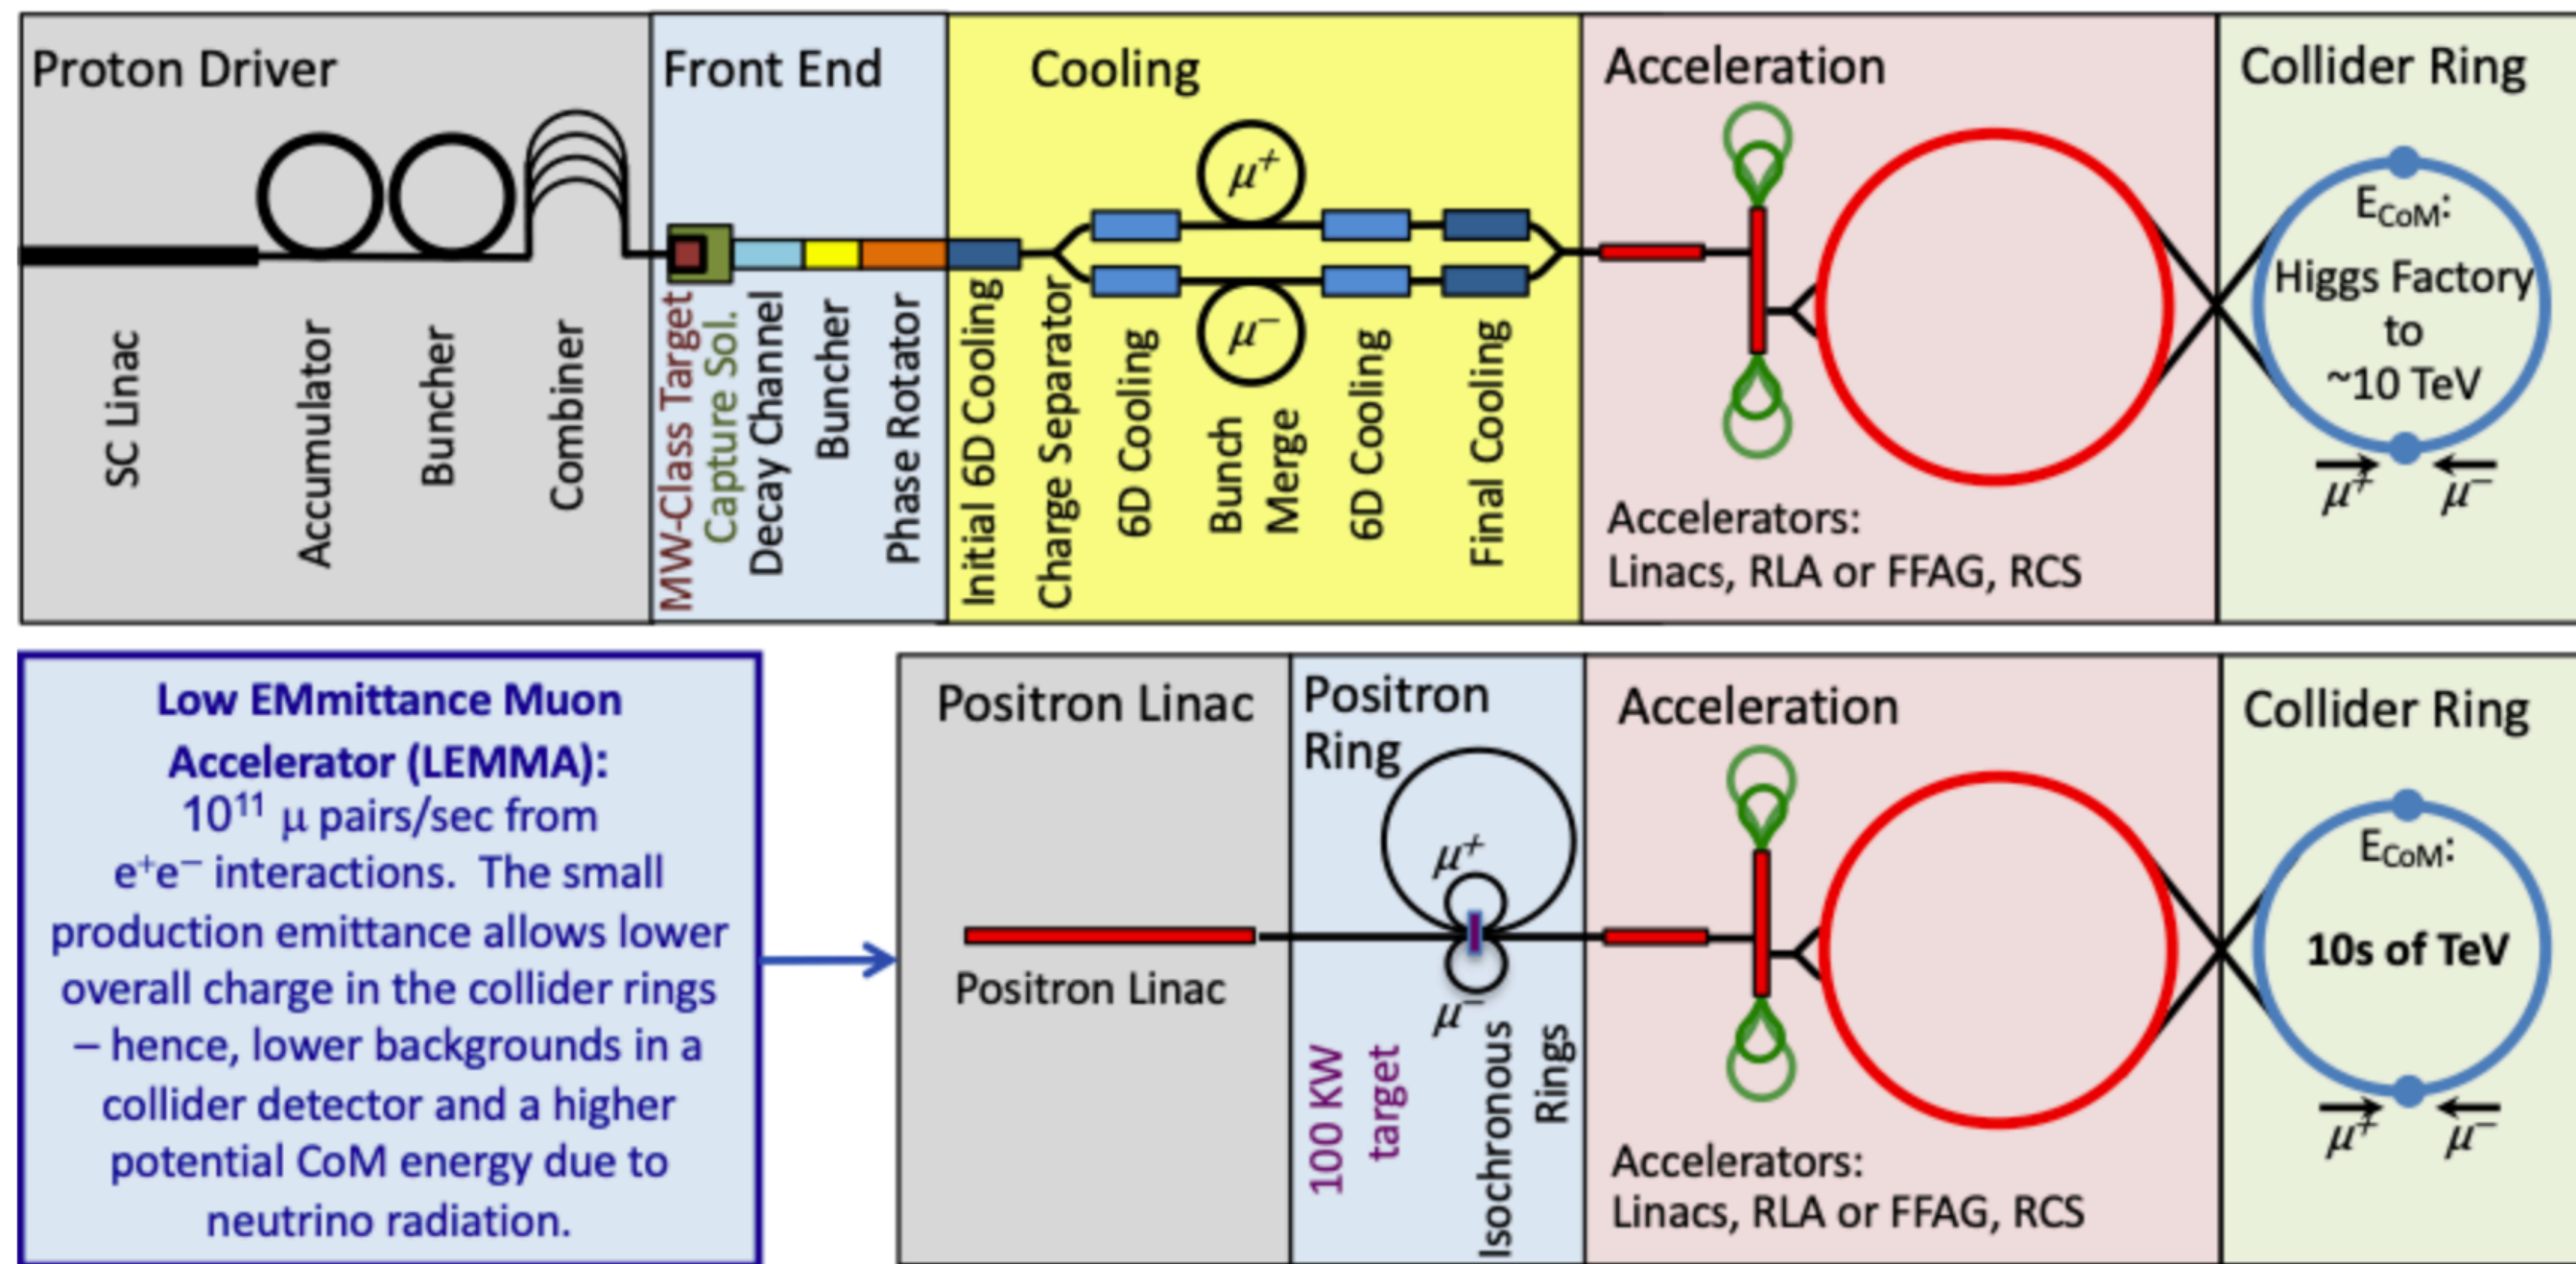 Proton Driver
Front End
Cooling
Acceleration
Collider Ring
μ+
μ−
SC Linac
Accumulator
Buncher
Combiner
MW-Class Target
Capture Sol.
Decay Channel
Buncher
Phase Rotator
Initial 6D Cooling
Charge Separator
6D Cooling
Bunch
Merge
6D Cooling
Final Cooling
Accelerators:
Linacs, RLA or FFAG, RCS
ECoM:
Higgs Factory
to
~10 TeV
μ+ μ−
Low EMmittance Muon
Accelerator (LEMMA):
10¹¹ μ pairs/sec from
e⁺e⁻ interactions. The small
production emittance allows lower
overall charge in the collider rings
– hence, lower backgrounds in a
collider detector and a higher
potential CoM energy due to
neutrino radiation.
Positron Linac
Positron Linac
Positron
Ring
μ+
μ−
100 KW
target
Isochronous
Rings
Acceleration
Accelerators:
Linacs, RLA or FFAG, RCS
Collider Ring
ECoM:
10s of TeV
μ+ μ−